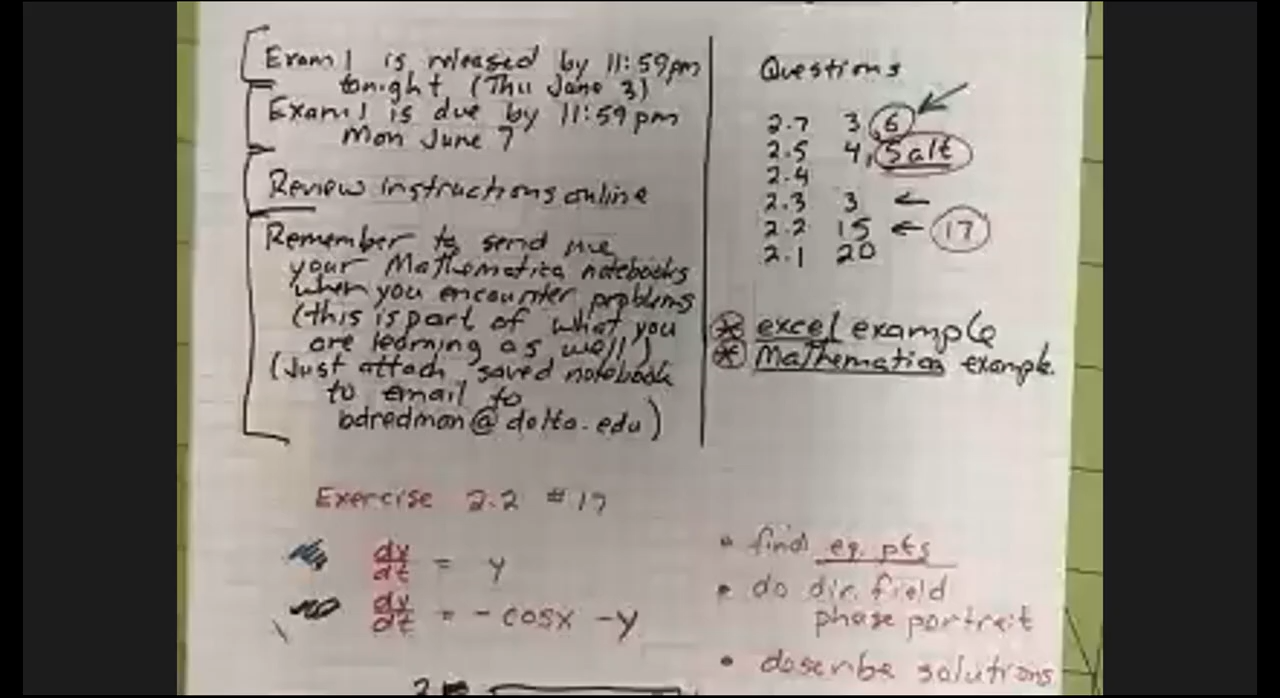 Exam 1 is released by 11:59pm
tonight (Thu June 3)
Exam 1 is due by 11:59pm
Mon June 7
Review instructions online
Remember to send me
your Mathematica notebooks
when you encounter problems
(this is part of what you
are learning as well)
(Just attach saved notebook
to email to
bdredman@delta.edu)
Questions
2.7 3, 6
2.5 4, Salt
2.4
2.3 3 ←
2.2 15 ← 17
2.1 20
* excel example
* Mathematica example.
Exercise 2.2 #17
dy/dt = y
dy/dt = - cosx - y
• find eq. pts
• do dir. field
phase portrait
• describe solutions